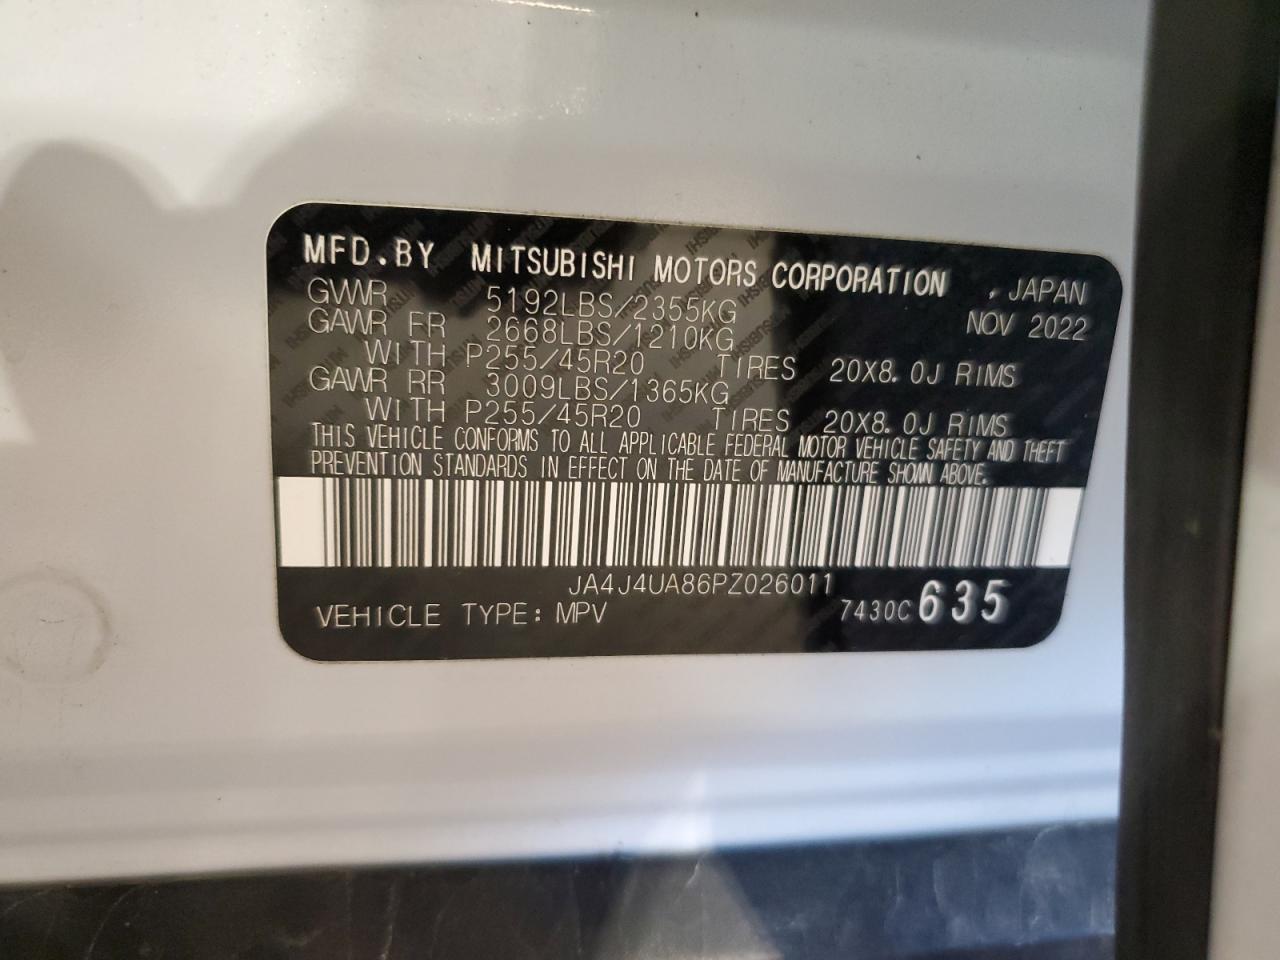 MFD.BY MITSUBISHI MOTORS CORPORATION , JAPAN
GVWR 5192LBS/2355KG NOV 2022
GAWR FR 2668LBS/1210KG
WITH P255/45R20 TIRES 20X8.0J RIMS
GAWR RR 3009LBS/1365KG
WITH P255/45R20 TIRES 20X8.0J RIMS
THIS VEHICLE CONFORMS TO ALL APPLICABLE FEDERAL MOTOR VEHICLE SAFETY AND THEFT
PREVENTION STANDARDS IN EFFECT ON THE DATE OF MANUFACTURE SHOWN ABOVE.
JA4J4UA86PZ026011
VEHICLE TYPE: MPV 7430C 635